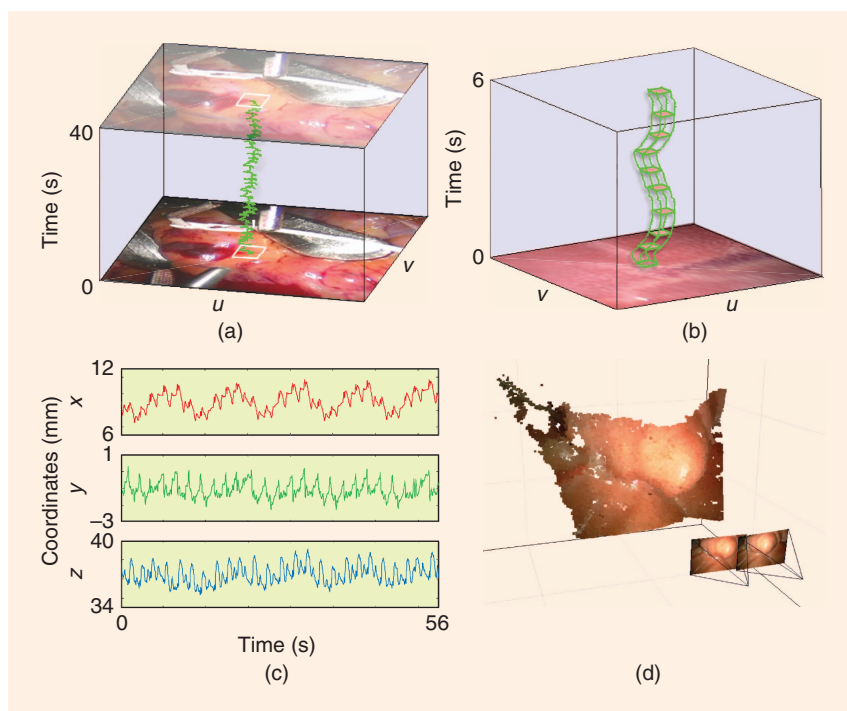 40
Time (s)
0
u
v
(a)
6
Time (s)
0
v
u
(b)
Coordinates (mm)
12
x
6
1
y
–3
40
z
34
0
56
Time (s)
(c)
(d)